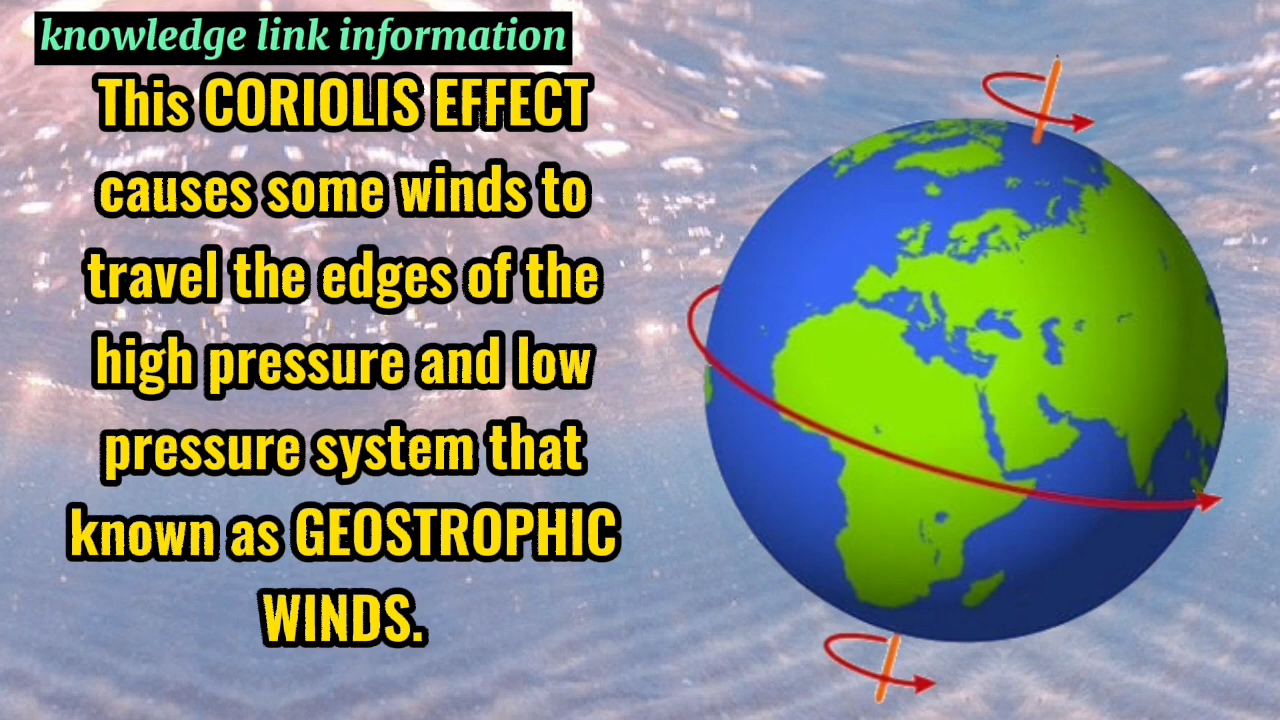 knowledge link information
This CORIOLIS EFFECT
causes some winds to
travel the edges of the
high pressure and low
pressure system that
known as GEOSTROPHIC
WINDS.